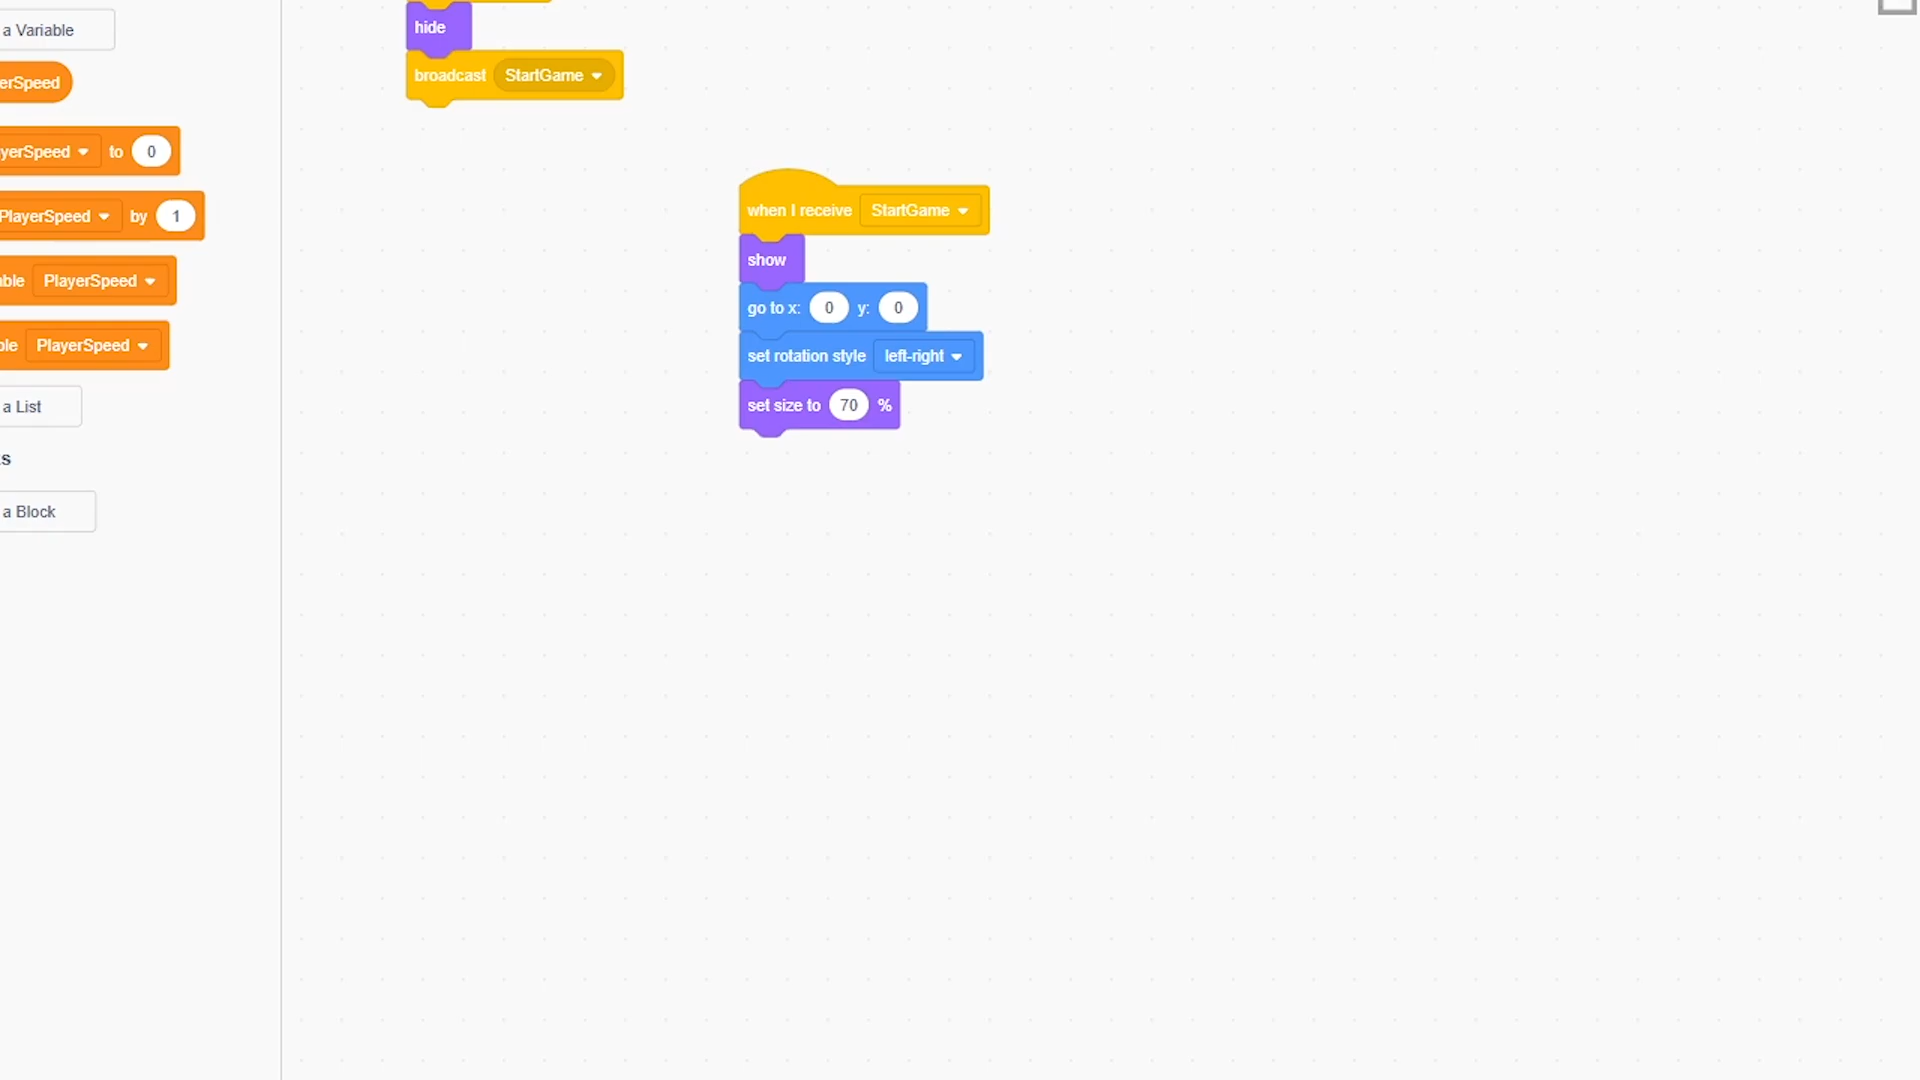 a Variable
erSpeed
yerSpeed to 0
PlayerSpeed by 1
ble PlayerSpeed
ble PlayerSpeed
a List
s
a Block
hide
broadcast StartGame
when I receive StartGame
show
go to x: 0 y: 0
set rotation style left-right
set size to 70 %